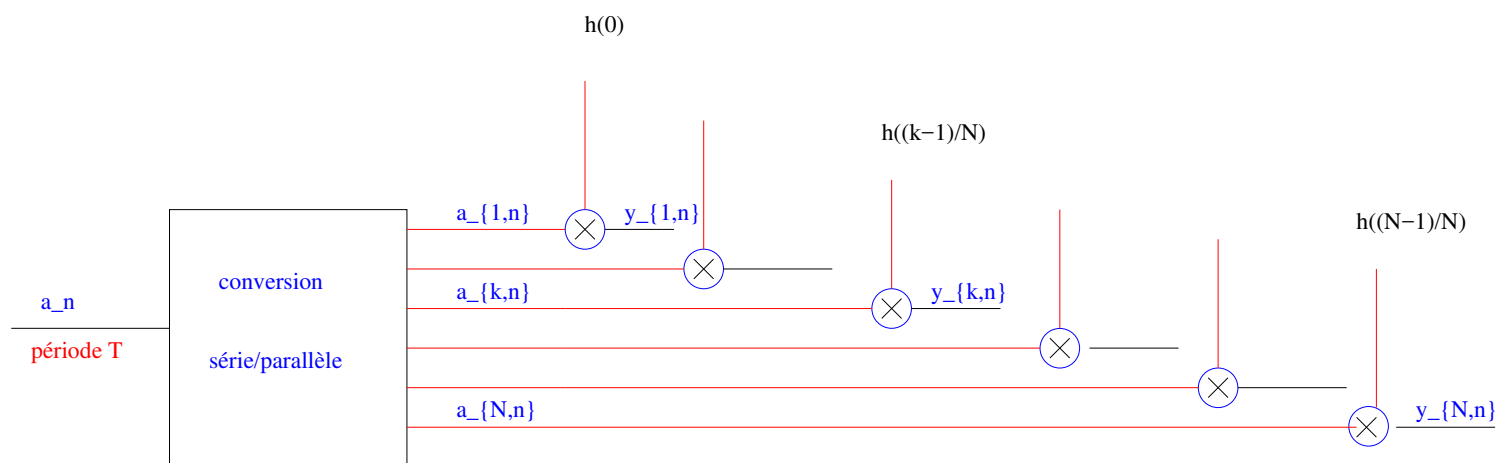 h(0)
h((k−1)/N)
h((N−1)/N)
a_{1,n}
y_{1,n}
conversion
a_n
a_{k,n}
y_{k,n}
période T
série/parallèle
a_{N,n}
y_{N,n}